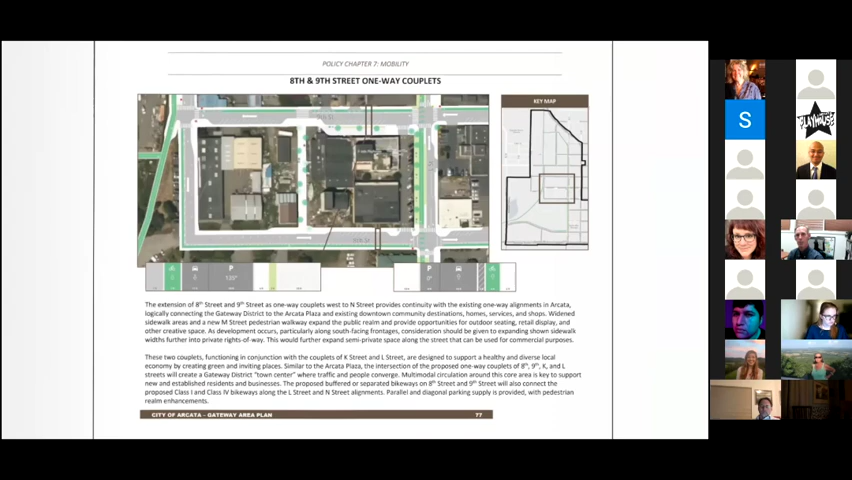 POLICY CHAPTER 7: MOBILITY
8TH & 9TH STREET ONE-WAY COUPLETS
KEY MAP
9TH ST
8TH ST
P
P
The extension of 8th Street and 9th Street as one-way couplets west to N Street provides continuity with the existing one-way alignments in Arcata,
logically connecting the Gateway District to the Arcata Plaza and existing downtown community destinations, homes, services, and shops. Widened
sidewalk areas and a new M Street pedestrian walkway expand the public realm and provide opportunities for outdoor seating, retail display, and
other creative space. As development occurs, particularly along south-facing frontages, consideration should be given to expanding shown sidewalk
widths further into private rights-of-way. This would further expand semi-private space along the street that can be used for commercial purposes.
These two couplets, functioning in conjunction with the couplets of K Street and L Street, are designed to support a healthy and diverse local
economy by creating green and inviting places. Similar to the Arcata Plaza, the intersection of the proposed one-way couplets of 8th, 9th, K, and L
streets will create a Gateway District "town center" where traffic and people converge. Multimodal circulation around this core area is key to support
new and established residents and businesses. The proposed buffered or separated bikeways on 8th Street and 9th Street will also connect the
proposed Class I and Class IV bikeways along the L Street and N Street alignments. Parallel and diagonal parking supply is provided, with pedestrian
realm enhancements.
CITY OF ARCATA – GATEWAY AREA PLAN
77
S
PLAYHOUSE